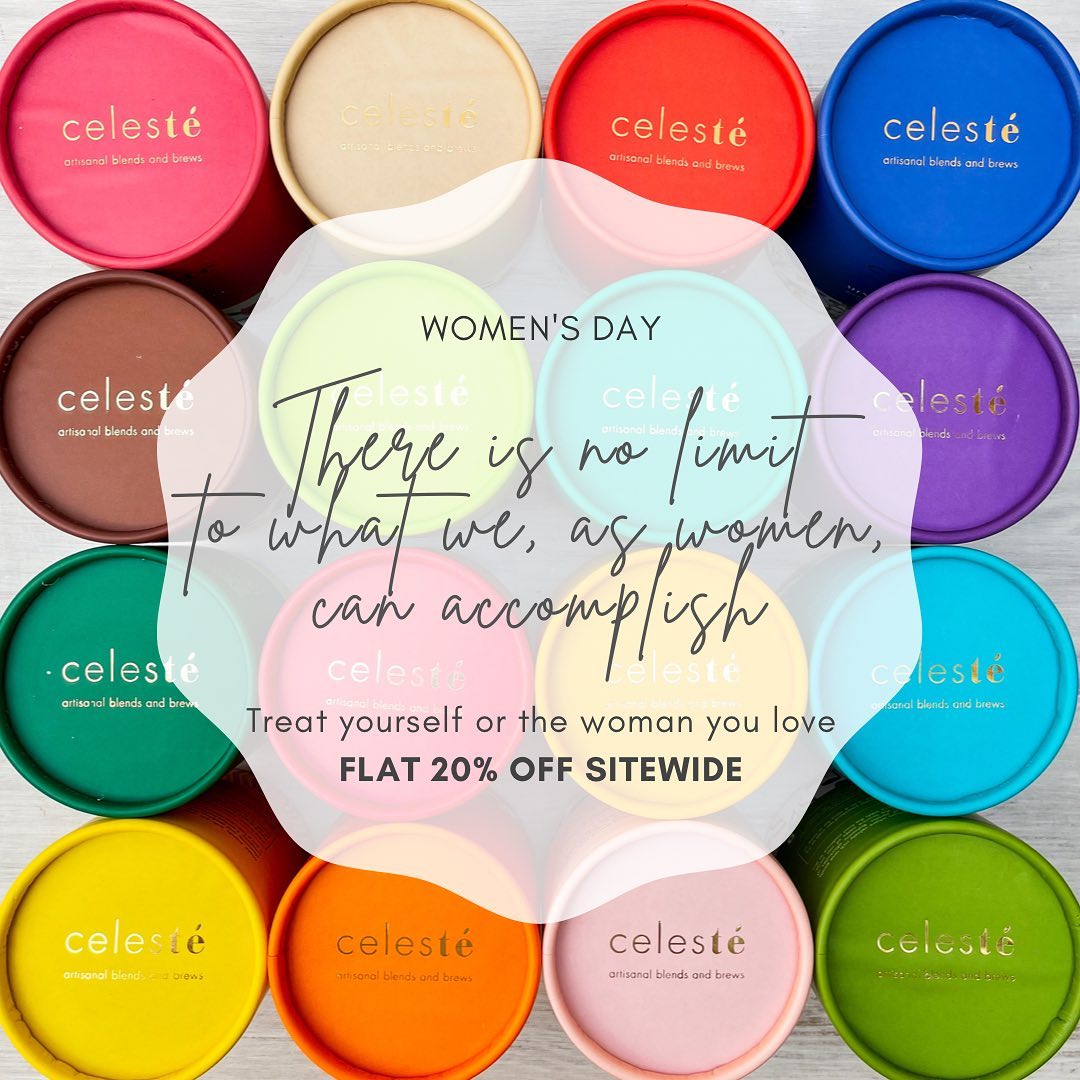 celesté
artisanal blends and brews
celesté
artisanal blends and brews
celesté
artisanal blends and brews
celesté
artisanal blends and brews
WOMEN'S DAY
celesté
artisanal blends and brews
celesté
artisanal blends and brews
celesté
artisanal blends and brews
celesté
artisanal blends and brews
There is no limit
to what we, as women,
can accomplish
celesté
artisanal blends and brews
celesté
artisanal blends and brews
celesté
artisanal blends and brews
celesté
artisanal blends and brews
Treat yourself or the woman you love
FLAT 20% OFF SITEWIDE
celesté
artisanal blends and brews
celesté
artisanal blends and brews
celesté
artisanal blends and brews
celesté
artisanal blends and brews